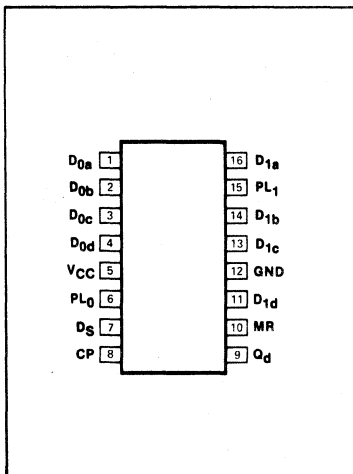 D0a 1 16 D1a
D0b 2 15 PL1
D0c 3 14 D1b
D0d 4 13 D1c
VCC 5 12 GND
PL0 6 11 D1d
DS 7 10 MR
CP 8 9 Qd